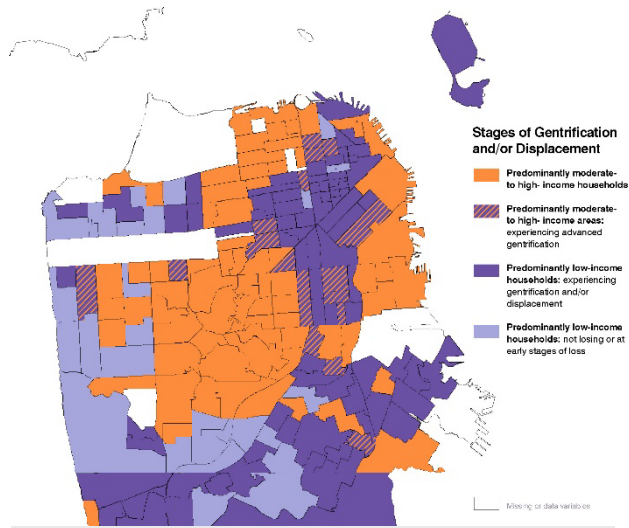 Stages of Gentrification
and/or Displacement
Predominantly moderate-
to high- income households
Predominantly moderate-
to high- income areas:
experiencing advanced
gentrification
Predominantly low-income
households: experiencing
gentrification and/or
displacement
Predominantly low-income
households: not losing or at
early stages of loss
Missing or data variables